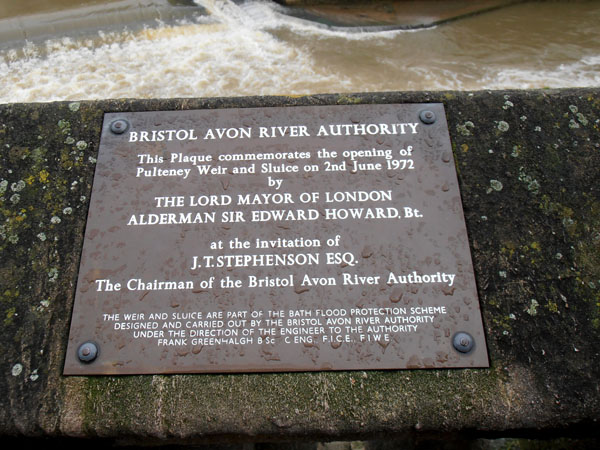 BRISTOL AVON RIVER AUTHORITY
This Plaque commemorates the opening of
Pulteney Weir and Sluice on 2nd June 1972
by
THE LORD MAYOR OF LONDON
ALDERMAN SIR EDWARD HOWARD, Bt.
at the invitation of
J.T. STEPHENSON ESQ.
The Chairman of the Bristol Avon River Authority
THE WEIR AND SLUICE ARE PART OF THE BATH FLOOD PROTECTION SCHEME
DESIGNED AND CARRIED OUT BY THE BRISTOL AVON RIVER AUTHORITY
UNDER THE DIRECTION OF THE ENGINEER TO THE AUTHORITY
FRANK GREENHALGH B Sc C ENG. F.I.C.E. F I W E